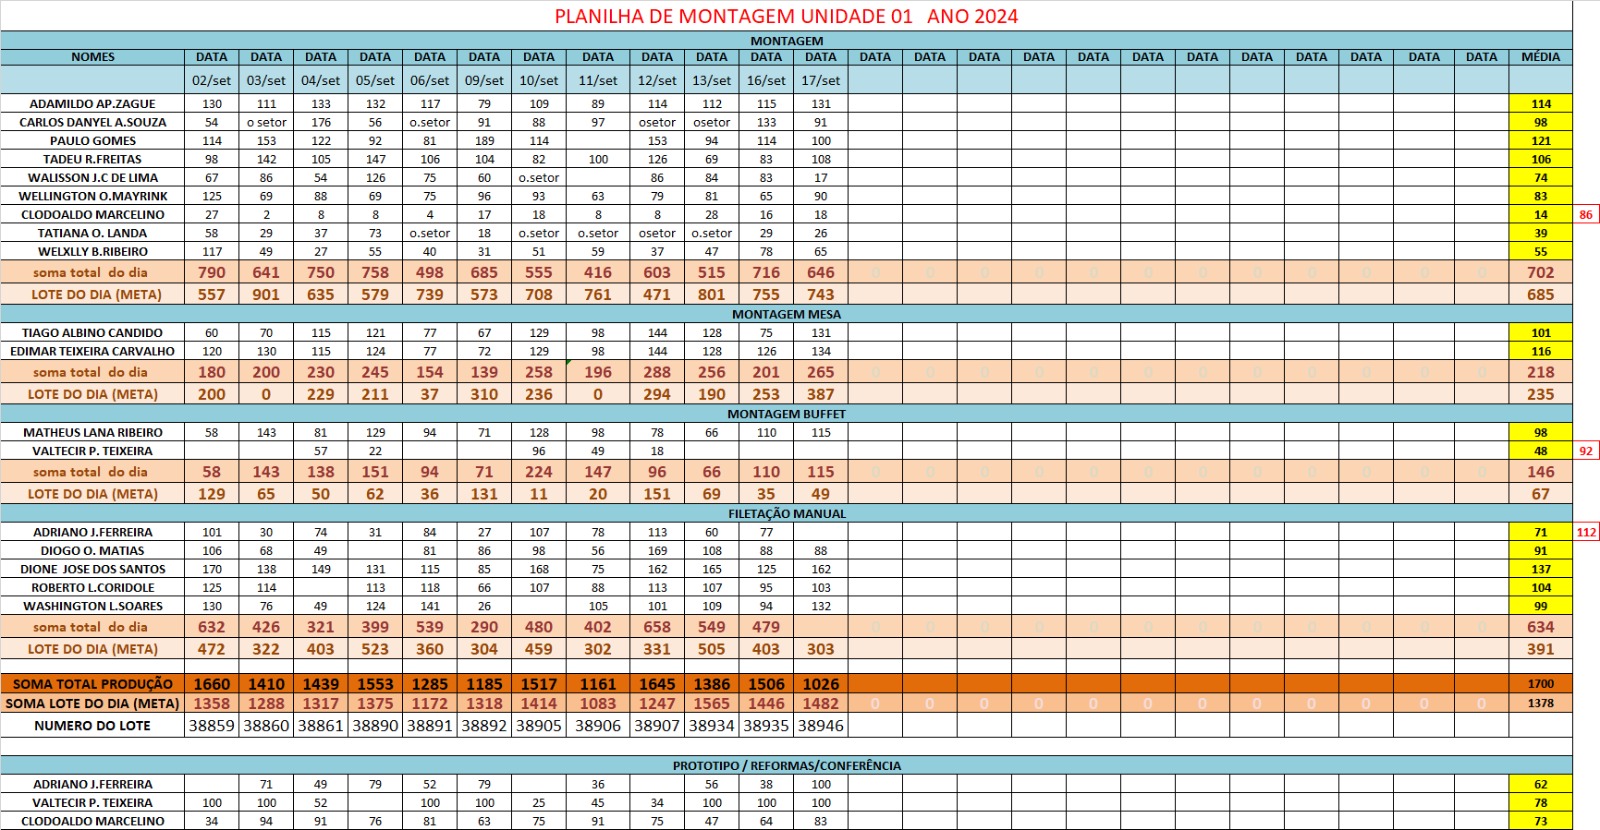 PLANILHA DE MONTAGEM UNIDADE 01 ANO 2024
MONTAGEM
NOMES DATA DATA DATA DATA DATA DATA DATA DATA DATA DATA DATA DATA DATA DATA DATA DATA DATA DATA DATA DATA DATA DATA DATA DATA MÉDIA
02/set 03/set 04/set 05/set 06/set 09/set 10/set 11/set 12/set 13/set 16/set 17/set
ADAMILDO AP.ZAGUE 130 111 133 132 117 79 109 89 114 112 115 131 114
CARLOS DANYEL A.SOUZA 54 o setor 176 56 o.setor 91 88 97 osetor osetor 133 91 98
PAULO GOMES 114 153 122 92 81 189 114 153 94 114 100 121
TADEU R.FREITAS 98 142 105 147 106 104 82 100 126 69 83 108 106
WALISSON J.C DE LIMA 67 86 54 126 75 60 o.setor 86 84 83 17 74
WELLINGTON O.MAYRINK 125 69 88 69 75 96 93 63 79 81 65 90 83
CLODOALDO MARCELINO 27 2 8 8 4 17 18 8 8 28 16 18 14 86
TATIANA O. LANDA 58 29 37 73 o.setor 18 o.setor o.setor osetor o.setor 29 26 39
WELXLLY B.RIBEIRO 117 49 27 55 40 31 51 59 37 47 78 65 55
soma total do dia 790 641 750 758 498 685 555 416 603 515 716 646 0 0 0 0 0 0 0 0 0 0 0 0 702
LOTE DO DIA (META) 557 901 635 579 739 573 708 761 471 801 755 743 685
MONTAGEM MESA
TIAGO ALBINO CANDIDO 60 70 115 121 77 67 129 98 144 128 75 131 101
EDIMAR TEIXEIRA CARVALHO 120 130 115 124 77 72 129 98 144 128 126 134 116
soma total do dia 180 200 230 245 154 139 258 196 288 256 201 265 0 0 0 0 0 0 0 0 0 0 0 0 218
LOTE DO DIA (META) 200 0 229 211 37 310 236 0 294 190 253 387 235
MONTAGEM BUFFET
MATHEUS LANA RIBEIRO 58 143 81 129 94 71 128 98 78 66 110 115 98
VALTECIR P. TEIXEIRA 57 22 96 49 18 48 92
soma total do dia 58 143 138 151 94 71 224 147 96 66 110 115 0 0 0 0 0 0 0 0 0 0 0 0 146
LOTE DO DIA (META) 129 65 50 62 36 131 11 20 151 69 35 49 67
FILETAÇÃO MANUAL
ADRIANO J.FERREIRA 101 30 74 31 84 27 107 78 113 60 77 71 112
DIOGO O. MATIAS 106 68 49 81 86 98 56 169 108 88 88 91
DIONE JOSE DOS SANTOS 170 138 149 131 115 85 168 75 162 165 125 162 137
ROBERTO L.CORIDOLE 125 114 113 118 66 107 88 113 107 95 103 104
WASHINGTON L.SOARES 130 76 49 124 141 26 105 101 109 94 132 99
soma total do dia 632 426 321 399 539 290 480 402 658 549 479 0 0 0 0 0 0 0 0 0 0 0 0 634
LOTE DO DIA (META) 472 322 403 523 360 304 459 302 331 505 403 303 391
SOMA TOTAL PRODUÇÃO 1660 1410 1439 1553 1285 1185 1517 1161 1645 1386 1506 1026 1700
SOMA LOTE DO DIA (META) 1358 1288 1317 1375 1172 1318 1414 1083 1247 1565 1446 1482 0 0 0 0 0 0 0 0 0 0 0 0 1378
NUMERO DO LOTE 38859 38860 38861 38890 38891 38892 38905 38906 38907 38934 38935 38946
PROTOTIPO / REFORMAS/CONFERÊNCIA
ADRIANO J.FERREIRA 71 49 79 52 79 36 56 38 100 62
VALTECIR P. TEIXEIRA 100 100 52 100 100 25 45 34 100 100 100 78
CLODOALDO MARCELINO 34 94 91 76 81 63 75 91 75 47 64 83 73